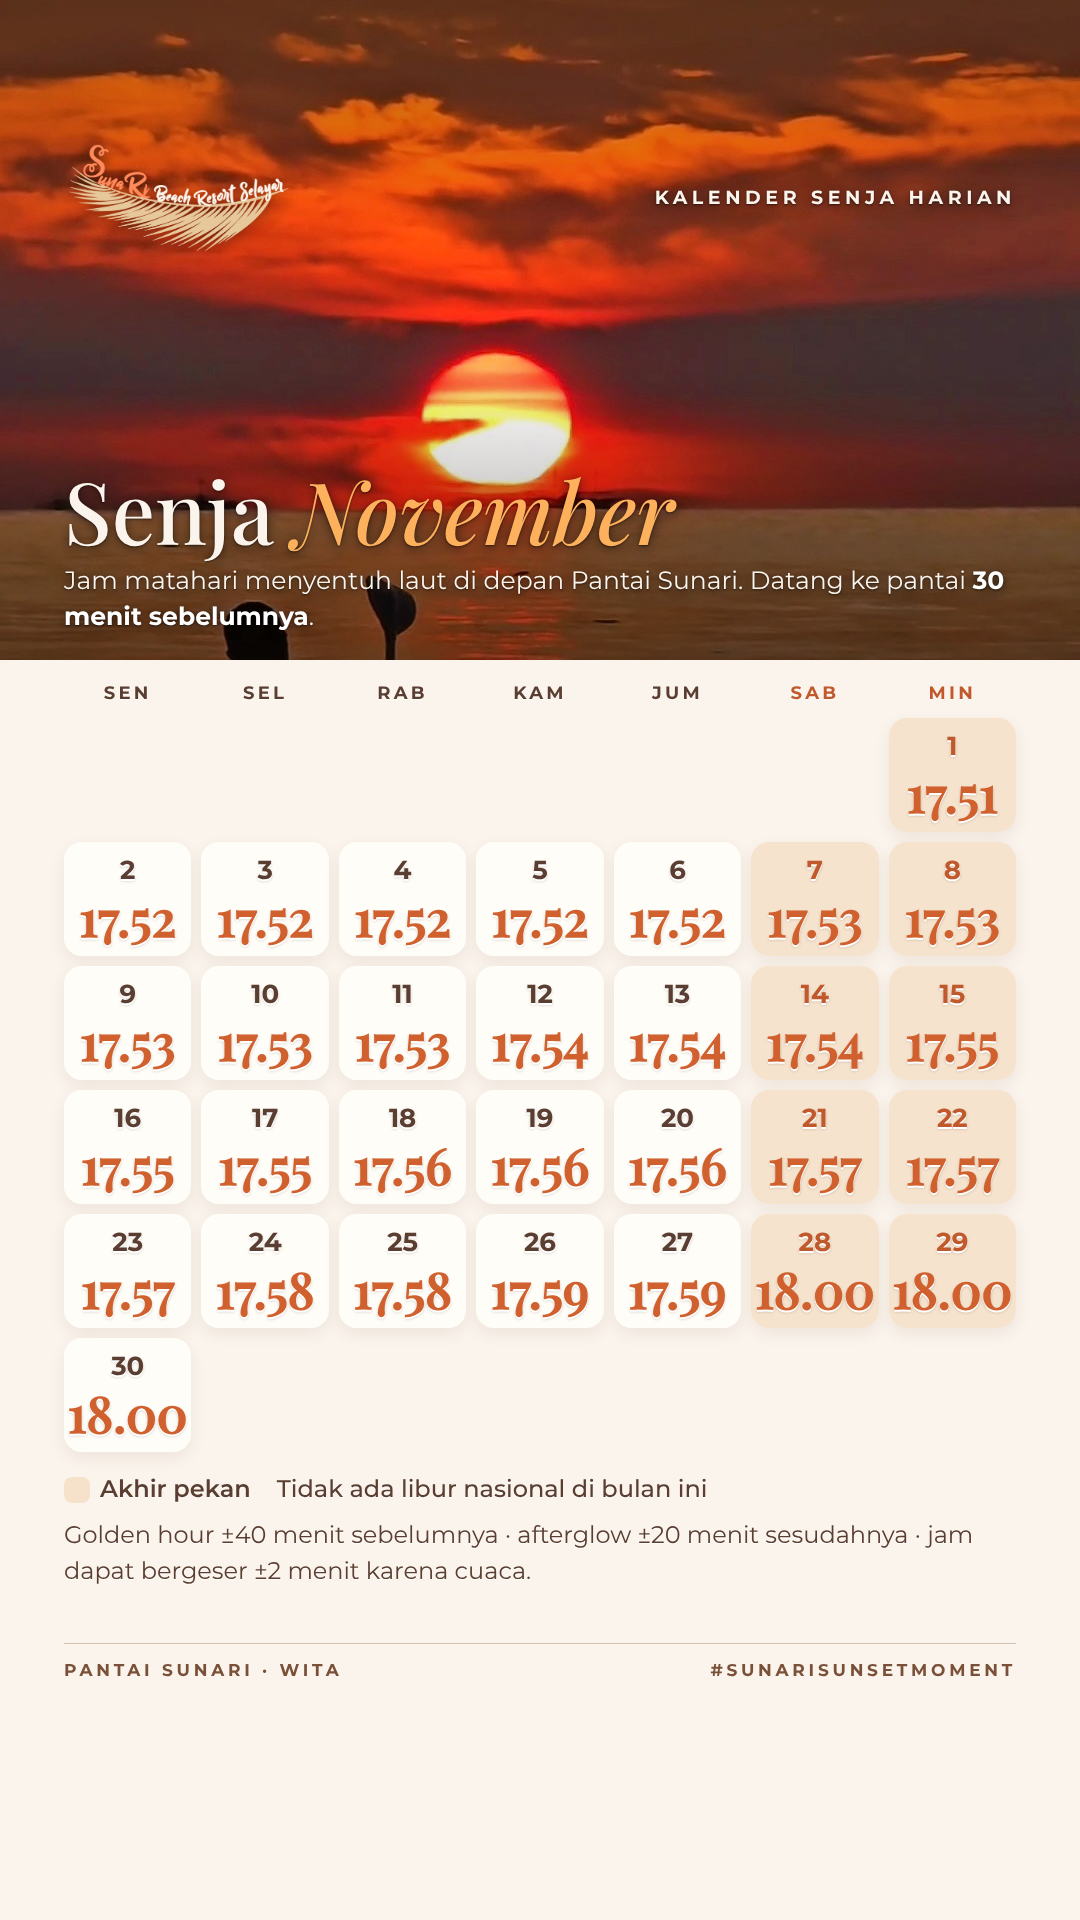 SunaRi Beach Resort Selayar
KALENDER SENJA HARIAN
Senja November
Jam matahari menyentuh laut di depan Pantai Sunari. Datang ke pantai 30
menit sebelumnya.
SEN SEL RAB KAM JUM SAB MIN
1
17.51
2 3 4 5 6 7 8
17.52 17.52 17.52 17.52 17.52 17.53 17.53
9 10 11 12 13 14 15
17.53 17.53 17.53 17.54 17.54 17.54 17.55
16 17 18 19 20 21 22
17.55 17.55 17.56 17.56 17.56 17.57 17.57
23 24 25 26 27 28 29
17.57 17.58 17.58 17.59 17.59 18.00 18.00
30
18.00
Akhir pekan Tidak ada libur nasional di bulan ini
Golden hour ±40 menit sebelumnya · afterglow ±20 menit sesudahnya · jam
dapat bergeser ±2 menit karena cuaca.
PANTAI SUNARI · WITA #SUNARISUNSETMOMENT